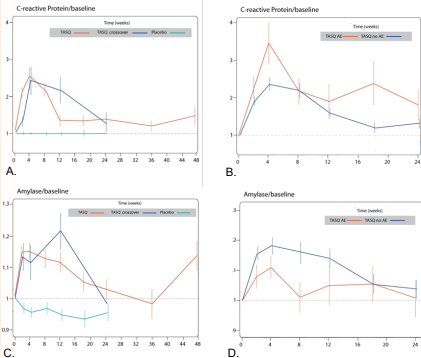 C-reactive Protein/baseline
Time (weeks)
TASQ TASQ crossover Placebo
4
3
2
1
0 4 8 12 16 20 24 28 32 36 40 44 48
A.
C-reactive Protein/baseline
Time (weeks)
TASQ AE TASQ no AE
4
3
2
1
0 4 8 12 16 20 24
B.
Amylase/baseline
Time (weeks)
TASQ TASQ crossover Placebo
1,3
1,2
1,1
1
0,9
0 4 8 12 16 20 24 28 32 36 40 44 48
C.
Amylase/baseline
Time (weeks)
TASQ AE TASQ no AE
.3
.2
.1
1
.9
0 4 8 12 16 20 24
D.